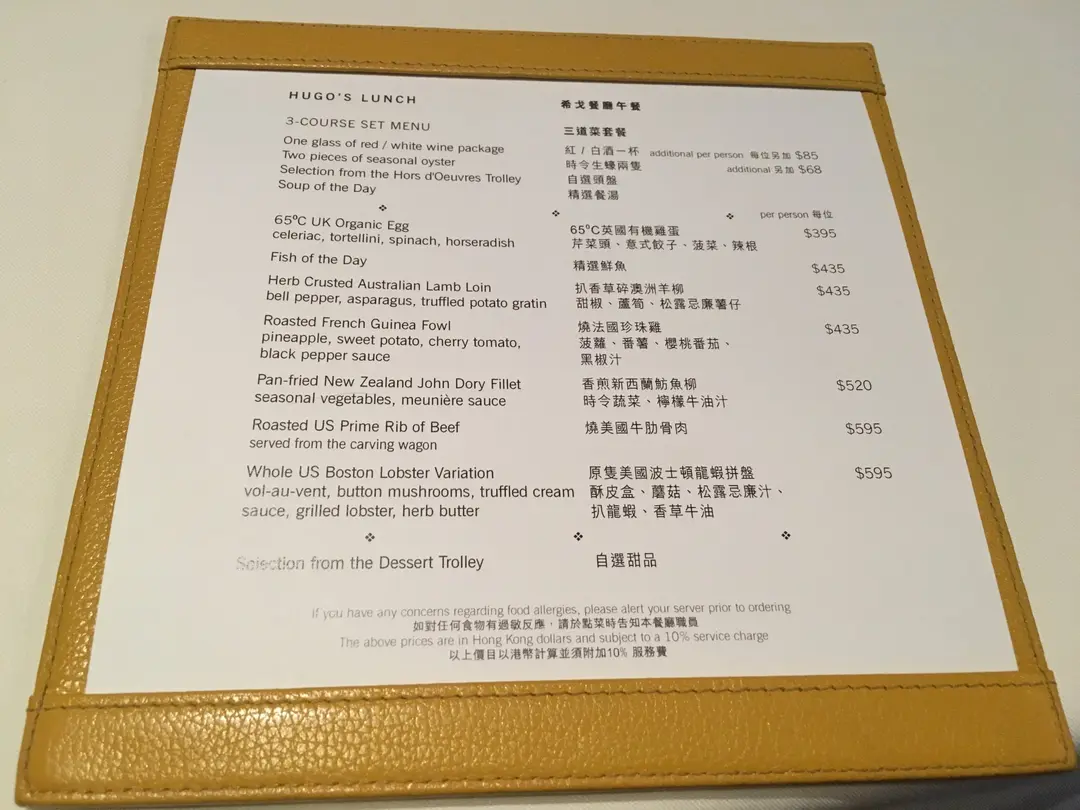 HUGO'S LUNCH 希戈餐廳午餐
3-COURSE SET MENU 三道菜套餐
One glass of red / white wine package 紅 / 白酒一杯 additional per person 每位另加 $85
Two pieces of seasonal oyster 時令生蠔兩隻 additional 另加 $68
Selection from the Hors d'Oeuvres Trolley 自選頭盤
Soup of the Day 精選餐湯
per person 每位
65ºC UK Organic Egg 65ºC英國有機雞蛋 $395
celeriac, tortellini, spinach, horseradish 芹菜頭、意式餃子、菠菜、辣根
Fish of the Day 精選鮮魚 $435
Herb Crusted Australian Lamb Loin 扒香草碎澳洲羊柳 $435
bell pepper, asparagus, truffled potato gratin 甜椒、蘆筍、松露忌廉薯仔
Roasted French Guinea Fowl 燒法國珍珠雞 $435
pineapple, sweet potato, cherry tomato, 菠蘿、番薯、櫻桃番茄、
black pepper sauce 黑椒汁
Pan-fried New Zealand John Dory Fillet 香煎新西蘭魴魚柳 $520
seasonal vegetables, meunière sauce 時令蔬菜、檸檬牛油汁
Roasted US Prime Rib of Beef 燒美國牛肋骨肉 $595
served from the carving wagon
Whole US Boston Lobster Variation 原隻美國波士頓龍蝦拼盤 $595
vol-au-vent, button mushrooms, truffled cream 酥皮盒、蘑菇、松露忌廉汁、
sauce, grilled lobster, herb butter 扒龍蝦、香草牛油
Selection from the Dessert Trolley 自選甜品
If you have any concerns regarding food allergies, please alert your server prior to ordering
如對任何食物有過敏反應，請於點菜時告知本餐廳職員
The above prices are in Hong Kong dollars and subject to a 10% service charge
以上價目以港幣計算並須附加10% 服務費